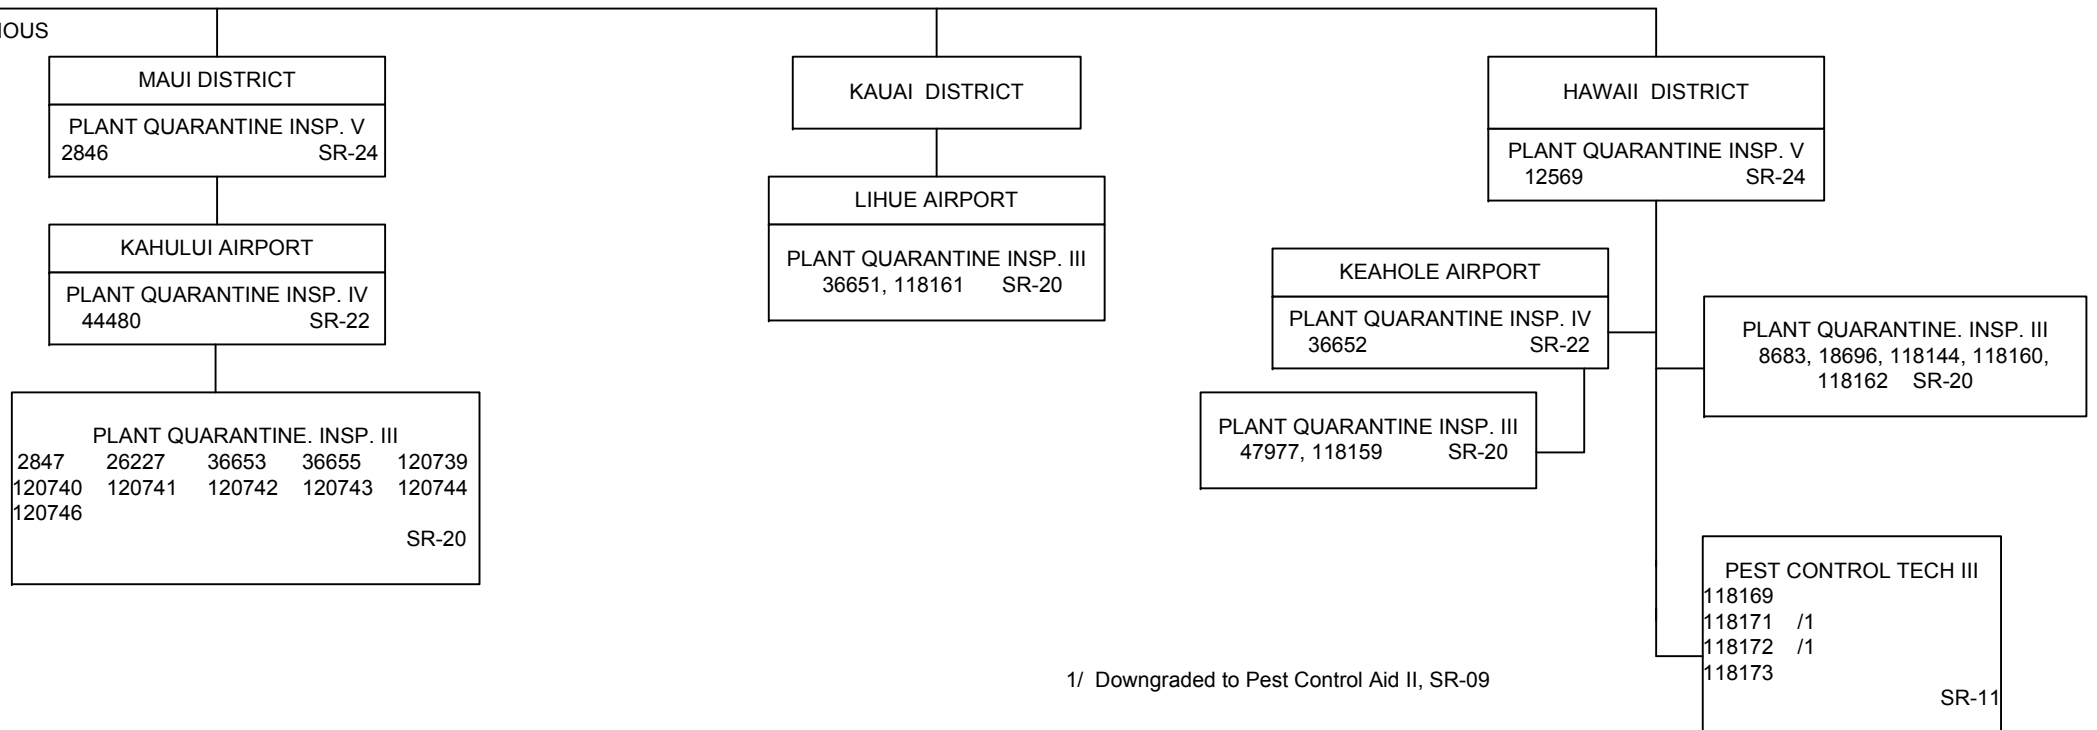 MAUI DISTRICT
PLANT QUARANTINE INSP. V
2846 SR-24
KAHULUI AIRPORT
PLANT QUARANTINE INSP. IV
44480 SR-22
PLANT QUARANTINE. INSP. III
2847 26227 36653 36655 120739
120740 120741 120742 120743 120744
120746
SR-20
KAUAI DISTRICT
LIHUE AIRPORT
PLANT QUARANTINE INSP. III
36651, 118161 SR-20
HAWAII DISTRICT
PLANT QUARANTINE INSP. V
12569 SR-24
KEAHOLE AIRPORT
PLANT QUARANTINE INSP. IV
36652 SR-22
PLANT QUARANTINE INSP. III
47977, 118159 SR-20
PLANT QUARANTINE. INSP. III
8683, 18696, 118144, 118160,
118162 SR-20
PEST CONTROL TECH III
118169
118171 /1
118172 /1
118173
SR-11
1/ Downgraded to Pest Control Aid II, SR-09